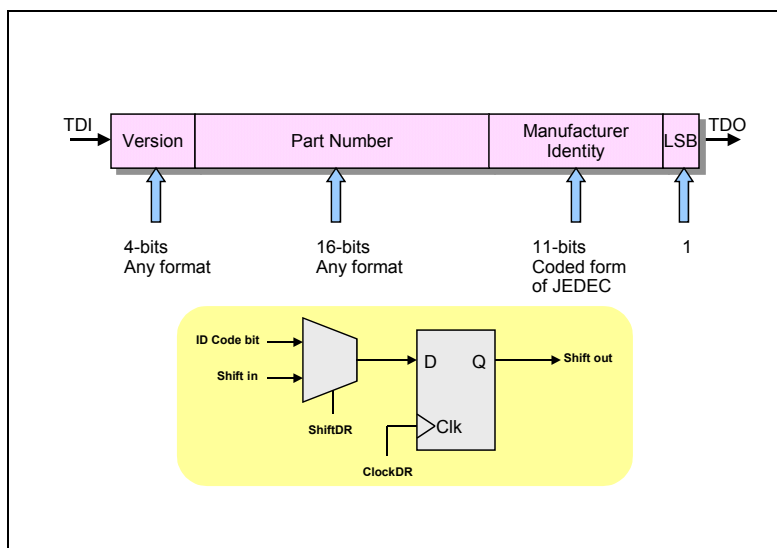 TDI
TDO
Version
Part Number
Manufacturer
Identity
LSB
4-bits
Any format
16-bits
Any format
11-bits
Coded form
of JEDEC
1
ID Code bit
Shift in
ShiftDR
D
Q
Clk
ClockDR
Shift out